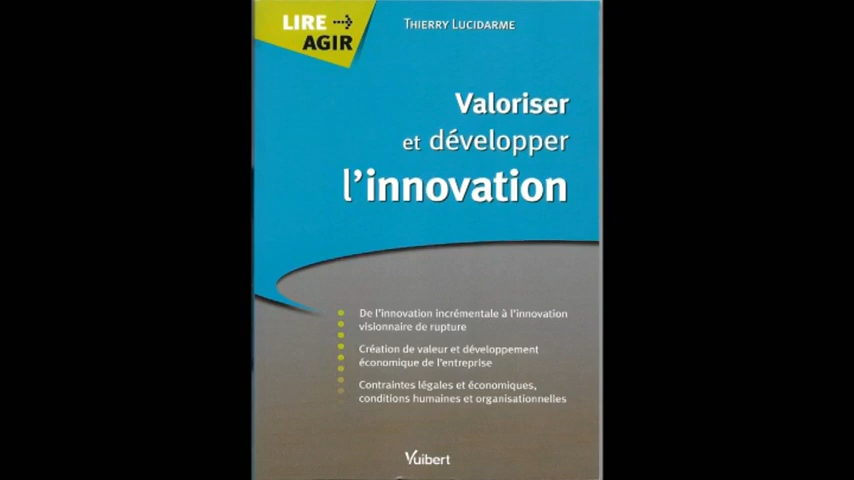 LIRE
AGIR
THIERRY LUCIDARME
Valoriser
et développer
l'innovation
De l'innovation incrémentale à l'innovation
visionnaire de rupture
Création de valeur et développement
économique de l'entreprise
Contraintes légales et économiques,
conditions humaines et organisationnelles
Vuibert